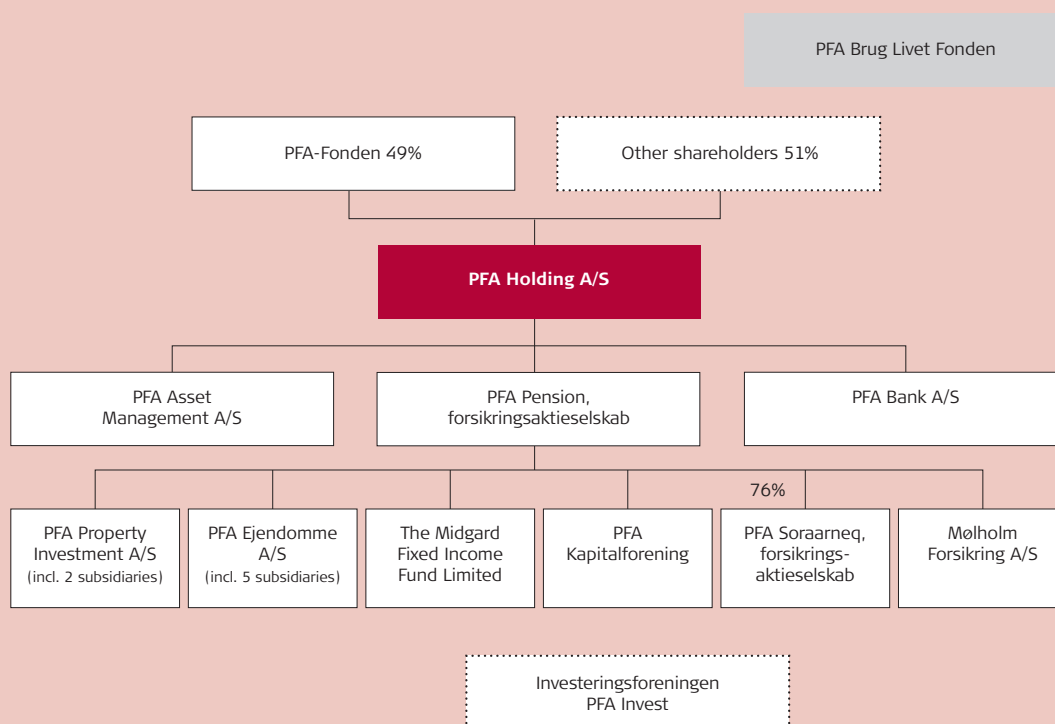 PFA Brug Livet Fonden
PFA-Fonden 49%
Other shareholders 51%
PFA Holding A/S
PFA Asset
Management A/S
PFA Pension,
forsikringsaktieselskab
PFA Bank A/S
76%
PFA Property
Investment A/S
(incl. 2 subsidiaries)
PFA Ejendomme
A/S
(incl. 5 subsidiaries)
The Midgard
Fixed Income
Fund Limited
PFA
Kapitalforening
PFA Soraarneq,
forsikrings-
aktieselskab
Mølholm
Forsikring A/S
Investeringsforeningen
PFA Invest